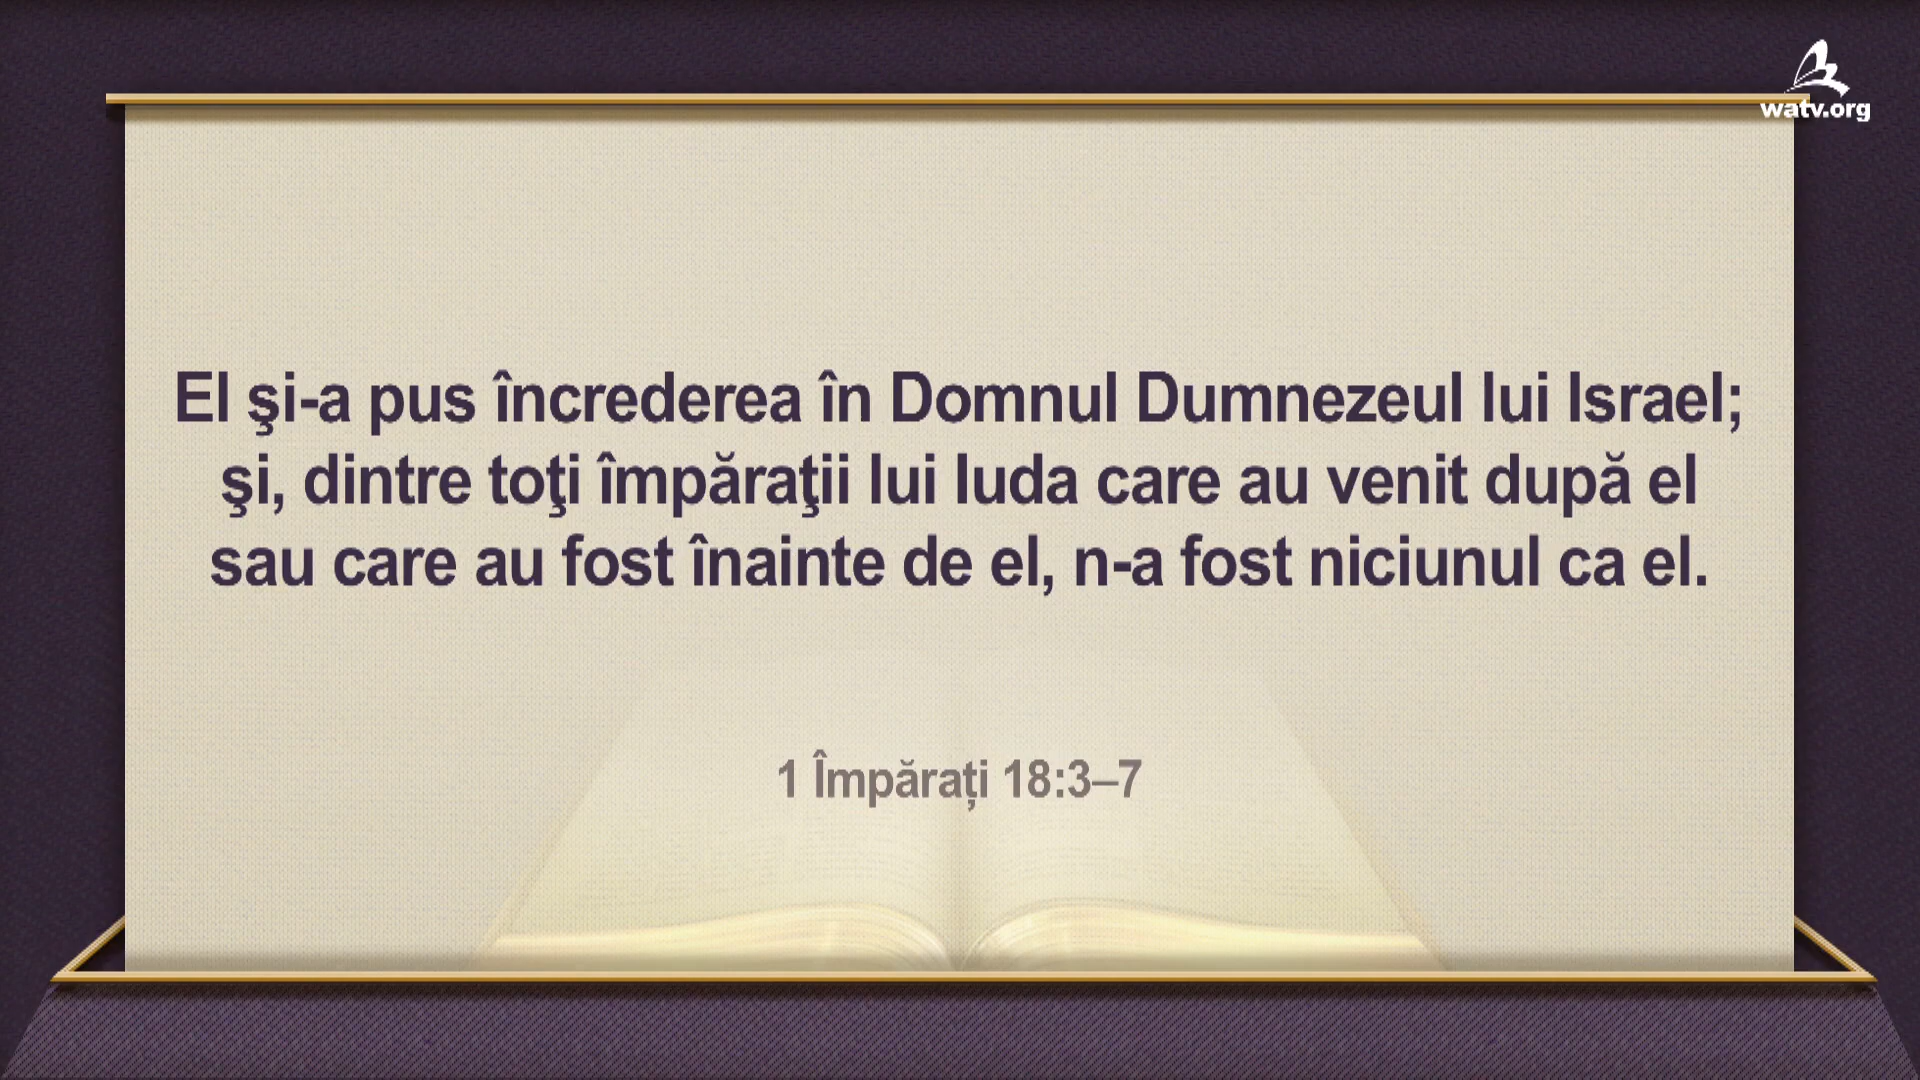 watv.org
El şi-a pus încrederea în Domnul Dumnezeul lui Israel;
şi, dintre toţi împăraţii lui Iuda care au venit după el
sau care au fost înainte de el, n-a fost niciunul ca el.
1 Împărați 18:3–7